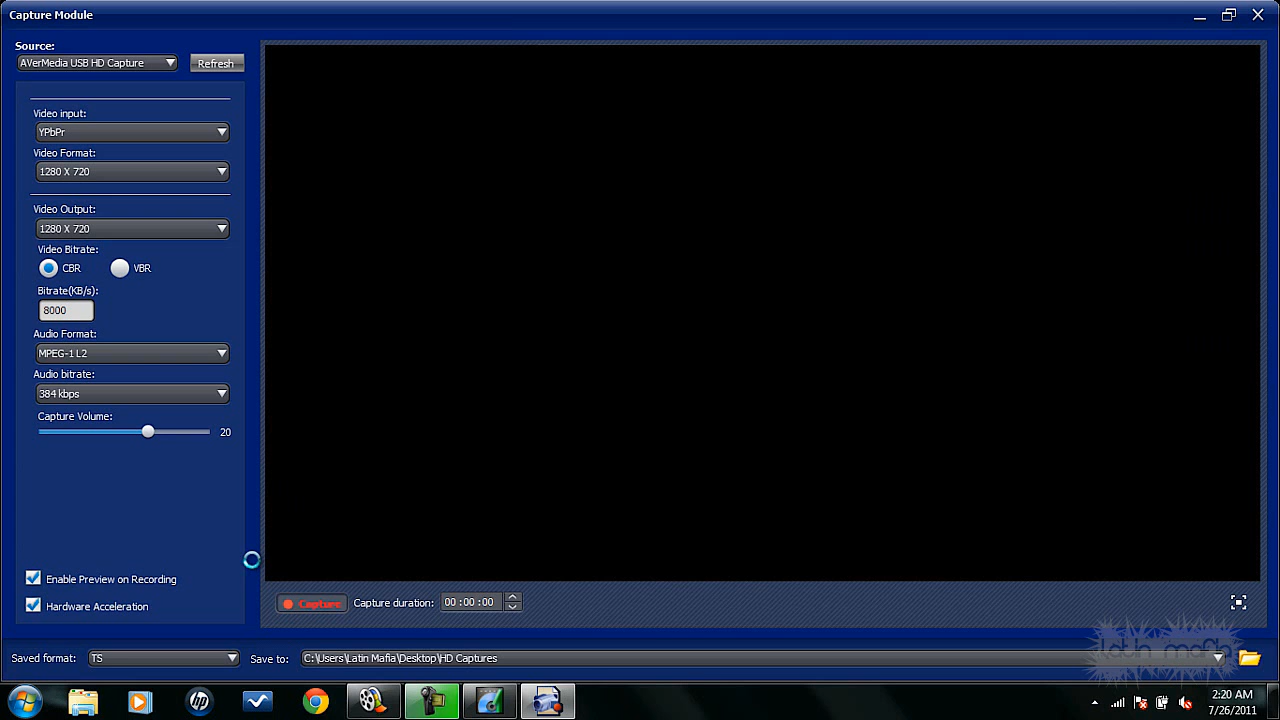 Capture Module
Source:
AVerMedia USB HD Capture
Refresh
Video input:
YPbPr
Video Format:
1280 X 720
Video Output:
1280 X 720
Video Bitrate:
CBR VBR
Bitrate(KB/s):
8000
Audio Format:
MPEG-1 L2
Audio bitrate:
384 kbps
Capture Volume:
20
Enable Preview on Recording
Hardware Acceleration
Capture Capture duration: 00 :00 : 00
Saved format: TS Save to: C:\Users\Latin Mafia\Desktop\HD Captures
Latin mafia
hp
2:20 AM
7/26/2011